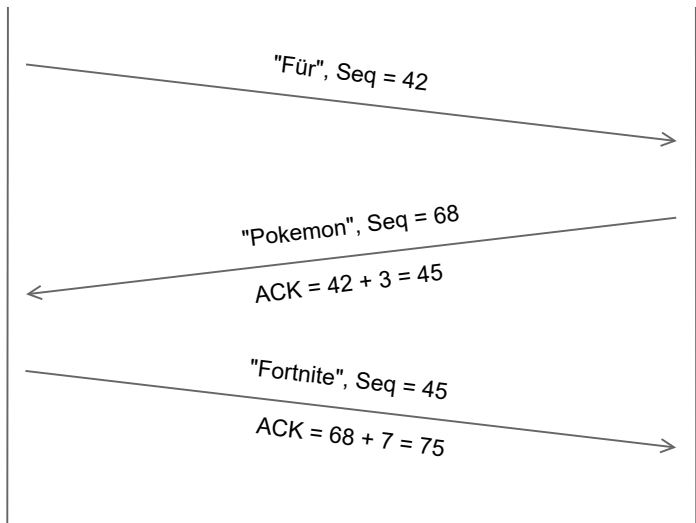 "Für", Seq = 42
"Pokemon", Seq = 68
ACK = 42 + 3 = 45
"Fortnite", Seq = 45
ACK = 68 + 7 = 75